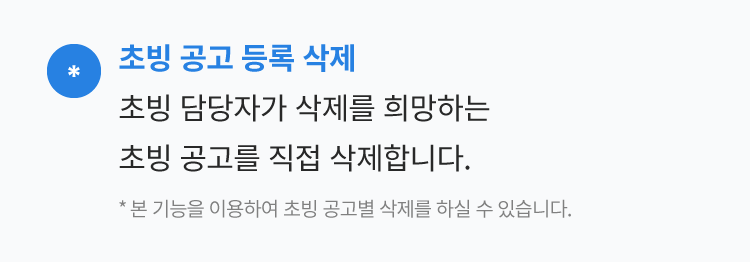 *
초빙 공고 등록 삭제
초빙 담당자가 삭제를 희망하는
초빙 공고를 직접 삭제합니다.
* 본 기능을 이용하여 초빙 공고별 삭제를 하실 수 있습니다.